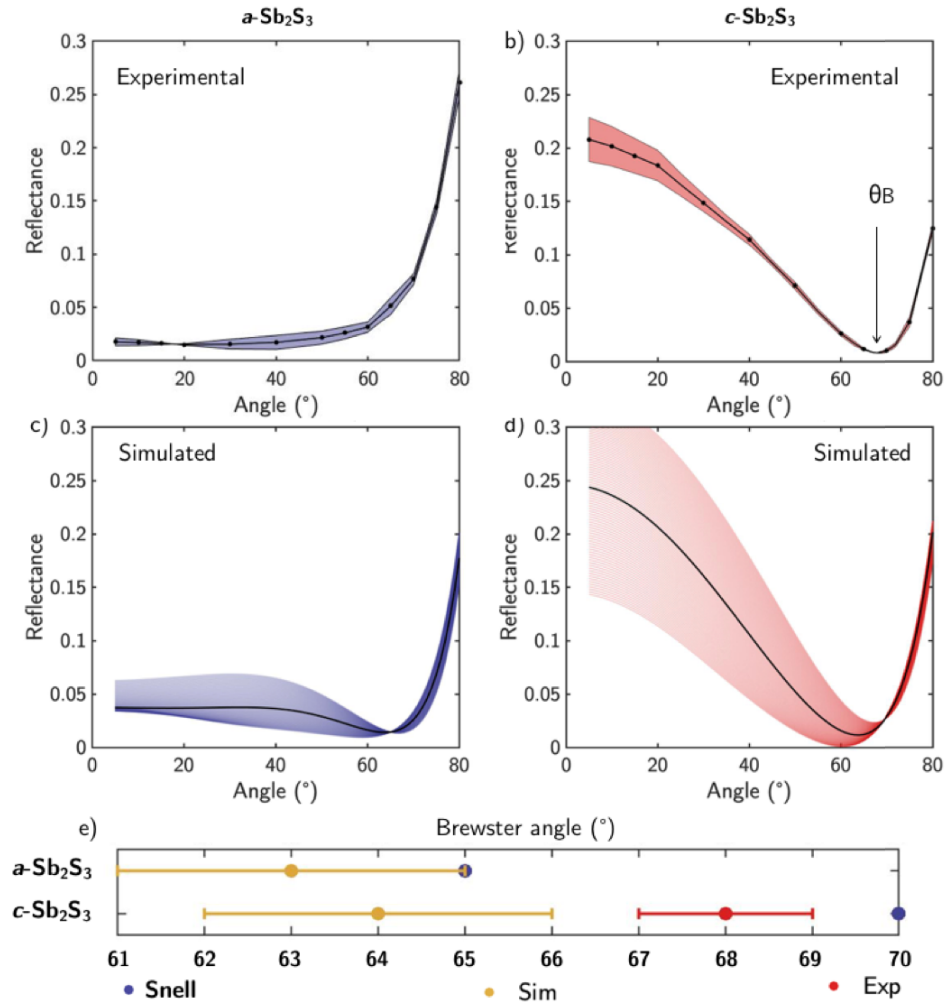 a-Sb₂S₃
c-Sb₂S₃
0.3
0.25
0.2
0.15
0.1
0.05
0
Reflectance
Experimental
0 20 40 60 80
Angle (°)
b)
0.3
0.25
0.2
0.15
0.1
0.05
0
Reflectance
Experimental
θB
0 20 40 60 80
Angle (°)
c)
0.3
0.25
0.2
0.15
0.1
0.05
0
Reflectance
Simulated
0 20 40 60 80
Angle (°)
d)
0.3
0.25
0.2
0.15
0.1
0.05
0
Reflectance
Simulated
0 20 40 60 80
Angle (°)
e)
Brewster angle (°)
a-Sb₂S₃
c-Sb₂S₃
61 62 63 64 65 66 67 68 69 70
Snell Sim Exp